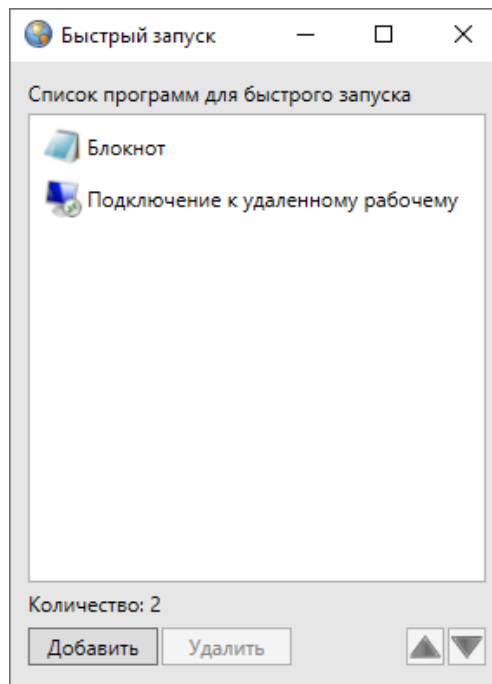 Быстрый запуск
Список программ для быстрого запуска
Блокнот
Подключение к удаленному рабочему
Количество: 2
Добавить Удалить